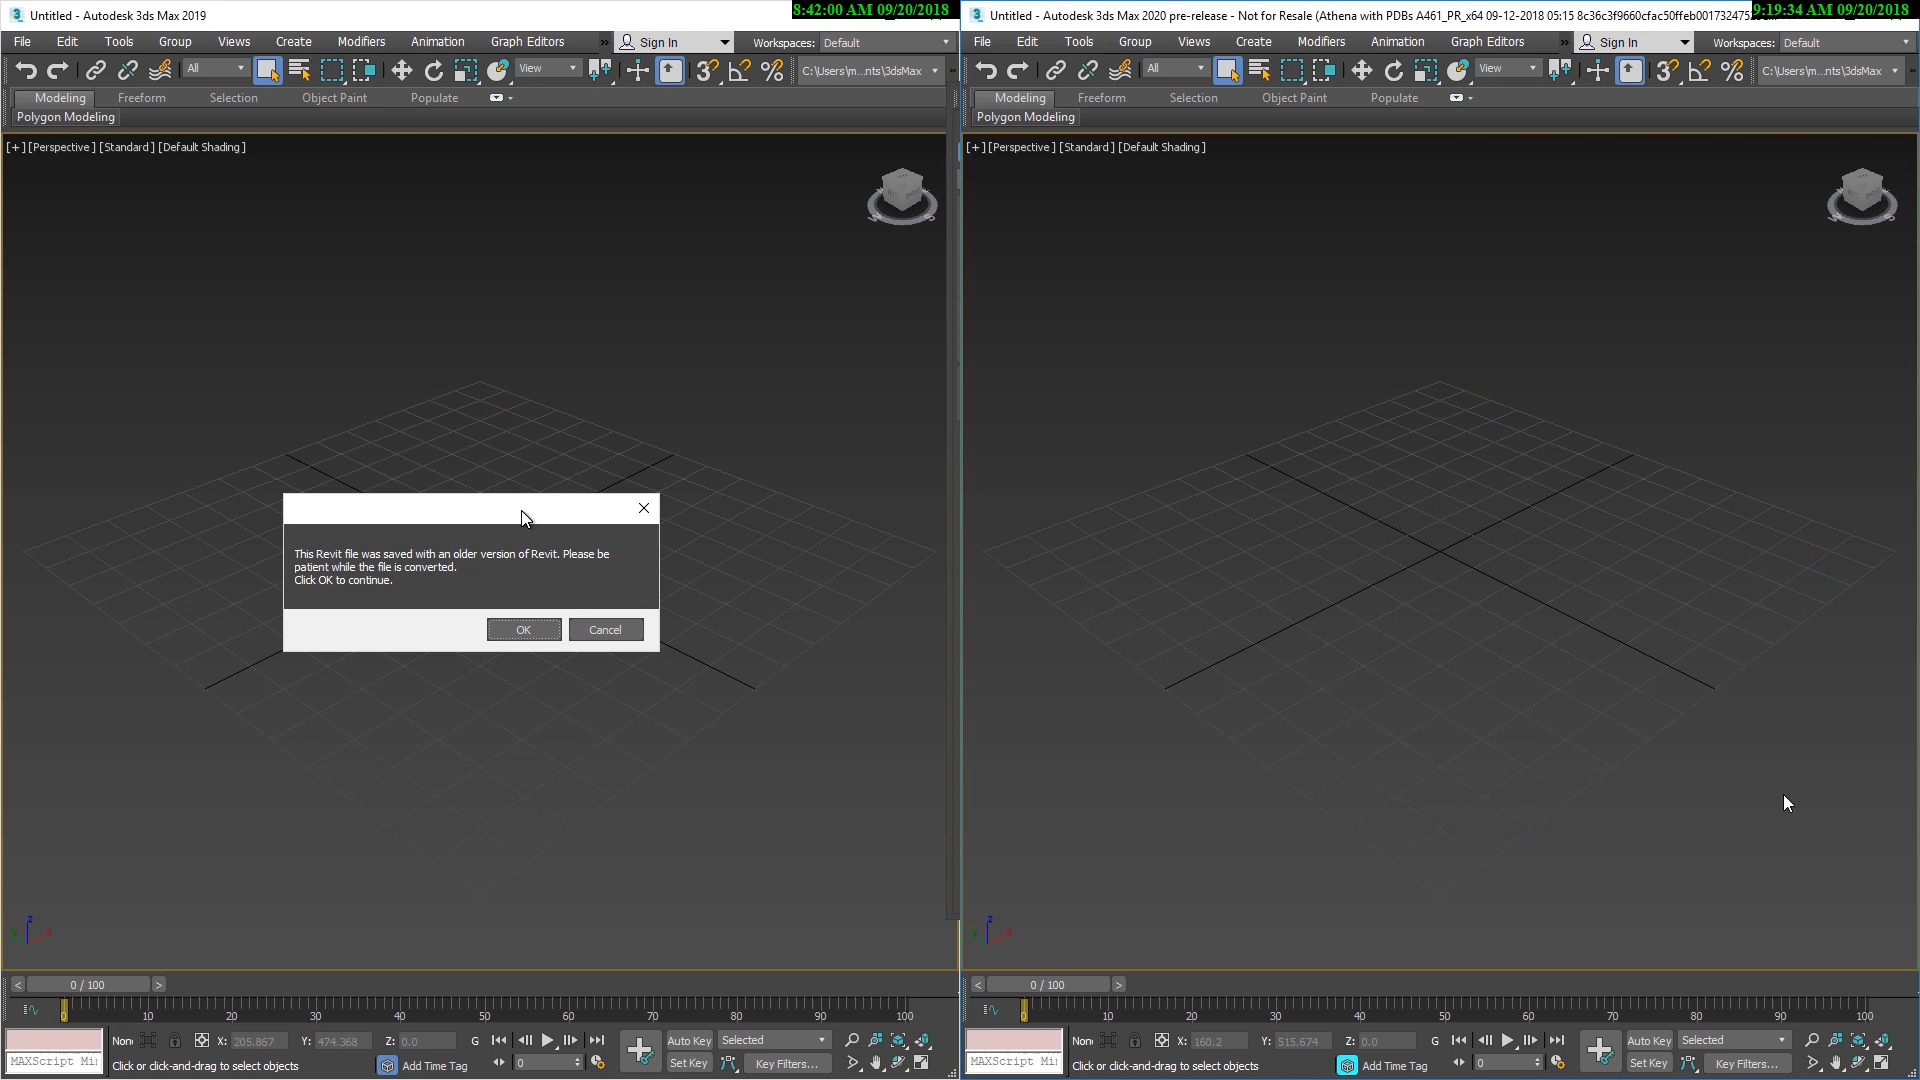 Untitled - Autodesk 3ds Max 2019
8:42:00 AM 09/20/2018
File Edit Tools Group Views Create Modifiers Animation Graph Editors » Sign In Workspaces: Default
All View C:\Users\m...nts\3dsMax
Modeling Freeform Selection Object Paint Populate
Polygon Modeling
[+] [Perspective] [Standard] [Default Shading]
This Revit file was saved with an older version of Revit. Please be
patient while the file is converted.
Click OK to continue.
OK Cancel
z
y x
< 0 / 100 >
0 10 20 30 40 50 60 70 80 90 100
None X: 205.867 Y: 474.368 Z: 0.0 G Auto Key Selected
MAXScript Mi Click or click-and-drag to select objects Add Time Tag 0 Set Key Key Filters...
Untitled - Autodesk 3ds Max 2020 pre-release - Not for Resale (Athena with PDBs A461_PR_x64 09-12-2018 05:15 8c36c3f9660cfac50ffeb00173247
9:19:34 AM 09/20/2018
File Edit Tools Group Views Create Modifiers Animation Graph Editors » Sign In Workspaces: Default
All View C:\Users\m...nts\3dsMax
Modeling Freeform Selection Object Paint Populate
Polygon Modeling
[+] [Perspective] [Standard] [Default Shading]
z
y x
< 0 / 100 >
0 10 20 30 40 50 60 70 80 90 100
None X: 160.2 Y: 515.674 Z: 0.0 G Auto Key Selected
MAXScript Mi Click or click-and-drag to select objects Add Time Tag 0 Set Key Key Filters...